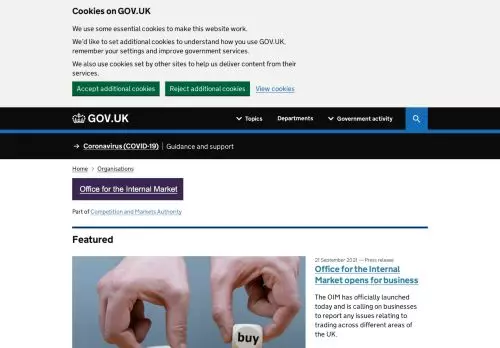 Cookies on GOV.UK
We use some essential cookies to make this website work.
We'd like to set additional cookies to understand how you use GOV.UK,
remember your settings and improve government services.
We also use cookies set by other sites to help us deliver content from their
services.
Accept additional cookies Reject additional cookies View cookies
GOV.UK Topics Departments Government activity
→ Coronavirus (COVID-19) Guidance and support
Home > Organisations
Office for the Internal Market
Part of Competition and Markets Authority
Featured
21 September 2021 — Press release
Office for the Internal
Market opens for business
The OIM has officially launched
today and is calling on businesses
to report any issues relating to
trading across different areas of
the UK.
buy